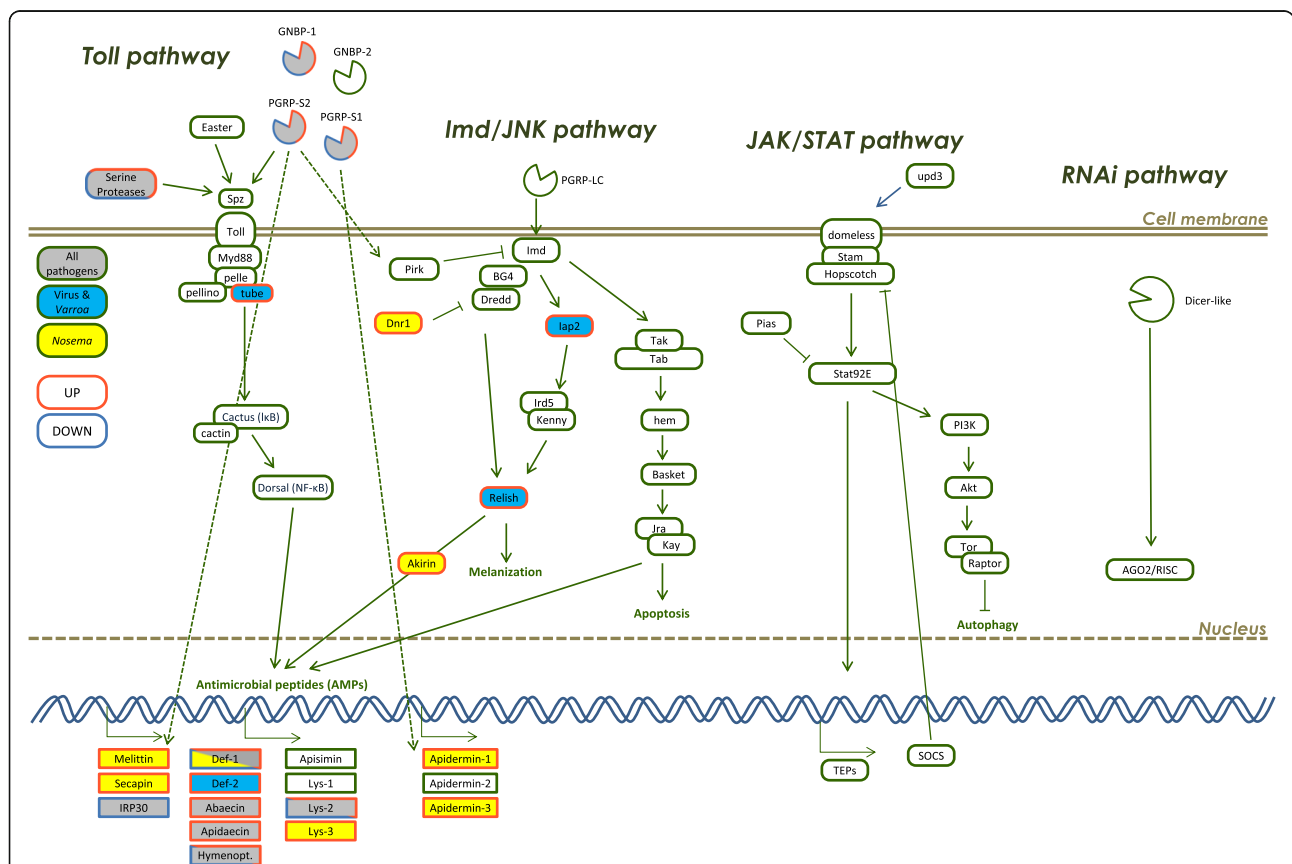 Toll pathway
GNBP-1
GNBP-2
PGRP-S2
PGRP-S1
Easter
Serine
Proteases
Spz
Toll
Myd88
pelle
pellino
tube
Cactus (IκB)
cactin
Dorsal (NF-κB)
All
pathogens
Virus &
Varroa
Nosema
UP
DOWN
Imd/JNK pathway
PGRP-LC
Imd
Pirk
BG4
Dredd
Dnr1
Iap2
Tak
Tab
Ird5
Kenny
hem
Basket
Relish
Jra
Kay
Akirin
Melanization
Apoptosis
JAK/STAT pathway
upd3
domeless
Stam
Hopscotch
Pias
Stat92E
PI3K
Akt
Tor
Raptor
Autophagy
RNAi pathway
Cell membrane
Dicer-like
AGO2/RISC
Nucleus
Antimicrobial peptides (AMPs)
Melittin
Secapin
IRP30
Def-1
Def-2
Abaecin
Apidaecin
Hymenopt.
Apisimin
Lys-1
Lys-2
Lys-3
Apidermin-1
Apidermin-2
Apidermin-3
TEPs
SOCS